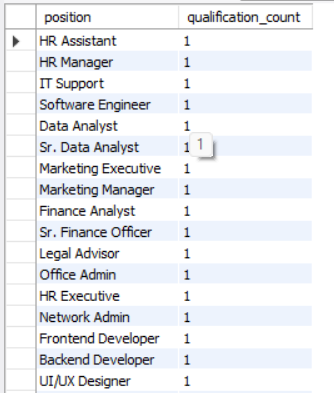 position qualification_count
HR Assistant 1
HR Manager 1
IT Support 1
Software Engineer 1
Data Analyst 1
Sr. Data Analyst 1 1
Marketing Executive 1
Marketing Manager 1
Finance Analyst 1
Sr. Finance Officer 1
Legal Advisor 1
Office Admin 1
HR Executive 1
Network Admin 1
Frontend Developer 1
Backend Developer 1
UI/UX Designer 1